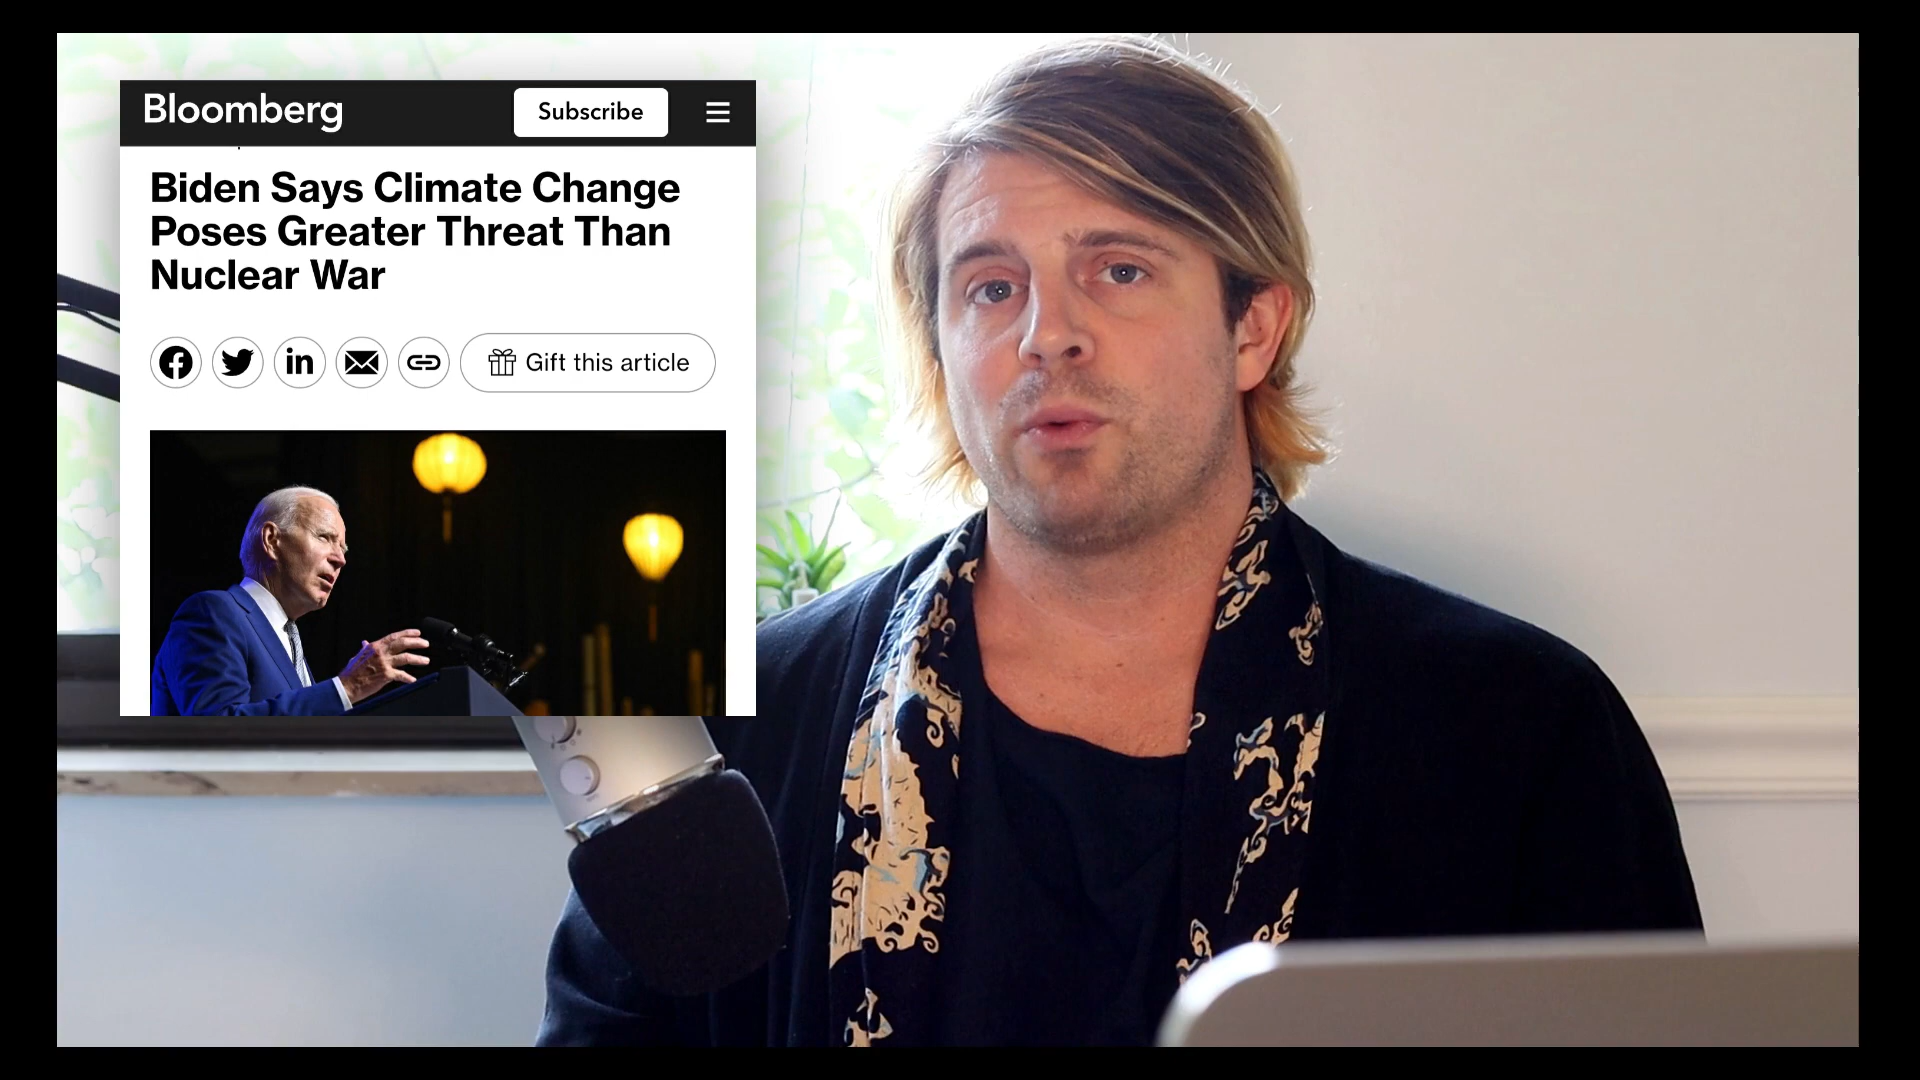 Bloomberg
Subscribe
Biden Says Climate Change
Poses Greater Threat Than
Nuclear War
in
Gift this article